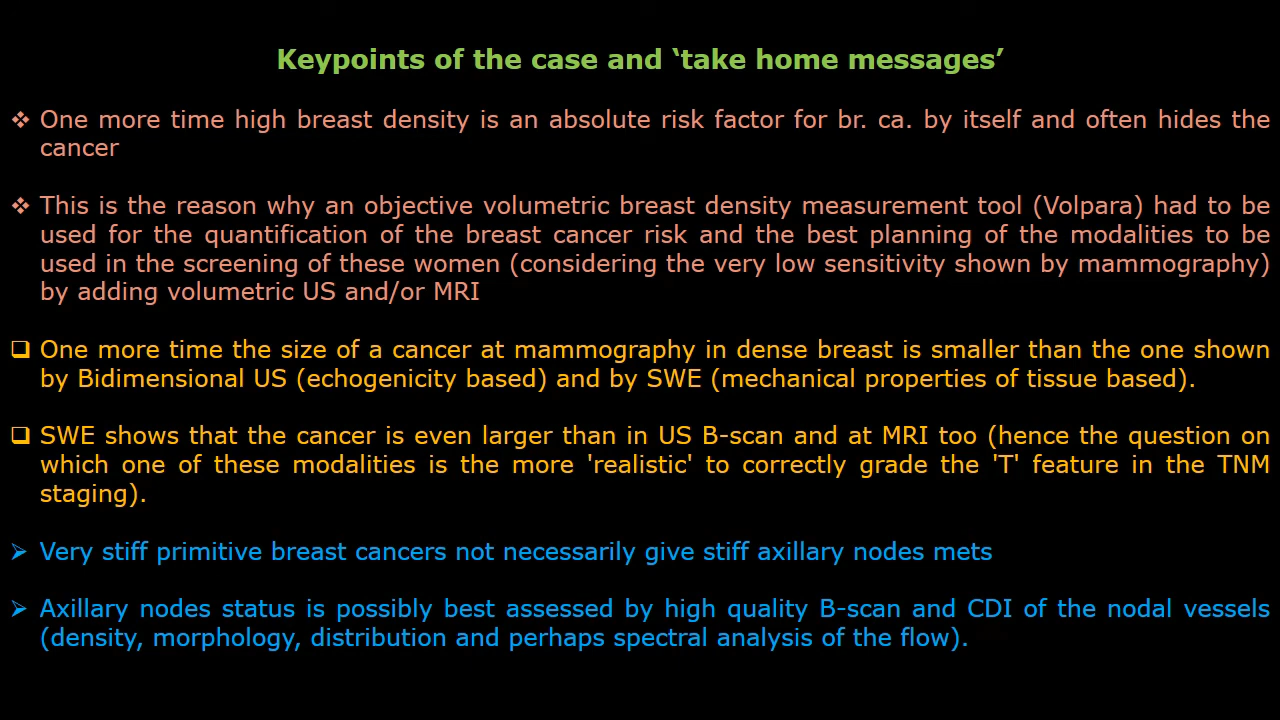 Keypoints of the case and ‘take home messages’
❖ One more time high breast density is an absolute risk factor for br. ca. by itself and often hides the
cancer
❖ This is the reason why an objective volumetric breast density measurement tool (Volpara) had to be
used for the quantification of the breast cancer risk and the best planning of the modalities to be
used in the screening of these women (considering the very low sensitivity shown by mammography)
by adding volumetric US and/or MRI
❑ One more time the size of a cancer at mammography in dense breast is smaller than the one shown
by Bidimensional US (echogenicity based) and by SWE (mechanical properties of tissue based).
❑ SWE shows that the cancer is even larger than in US B-scan and at MRI too (hence the question on
which one of these modalities is the more 'realistic' to correctly grade the 'T' feature in the TNM
staging).
➢ Very stiff primitive breast cancers not necessarily give stiff axillary nodes mets
➢ Axillary nodes status is possibly best assessed by high quality B-scan and CDI of the nodal vessels
(density, morphology, distribution and perhaps spectral analysis of the flow).